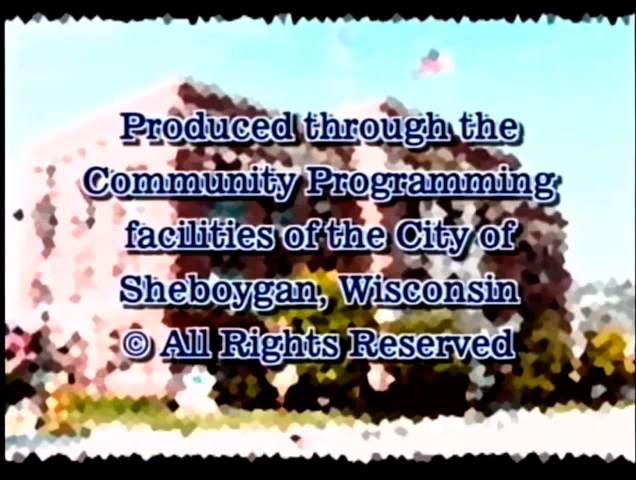 Produced through the
Community Programming
facilities of the City of
Sheboygan, Wisconsin
© All Rights Reserved